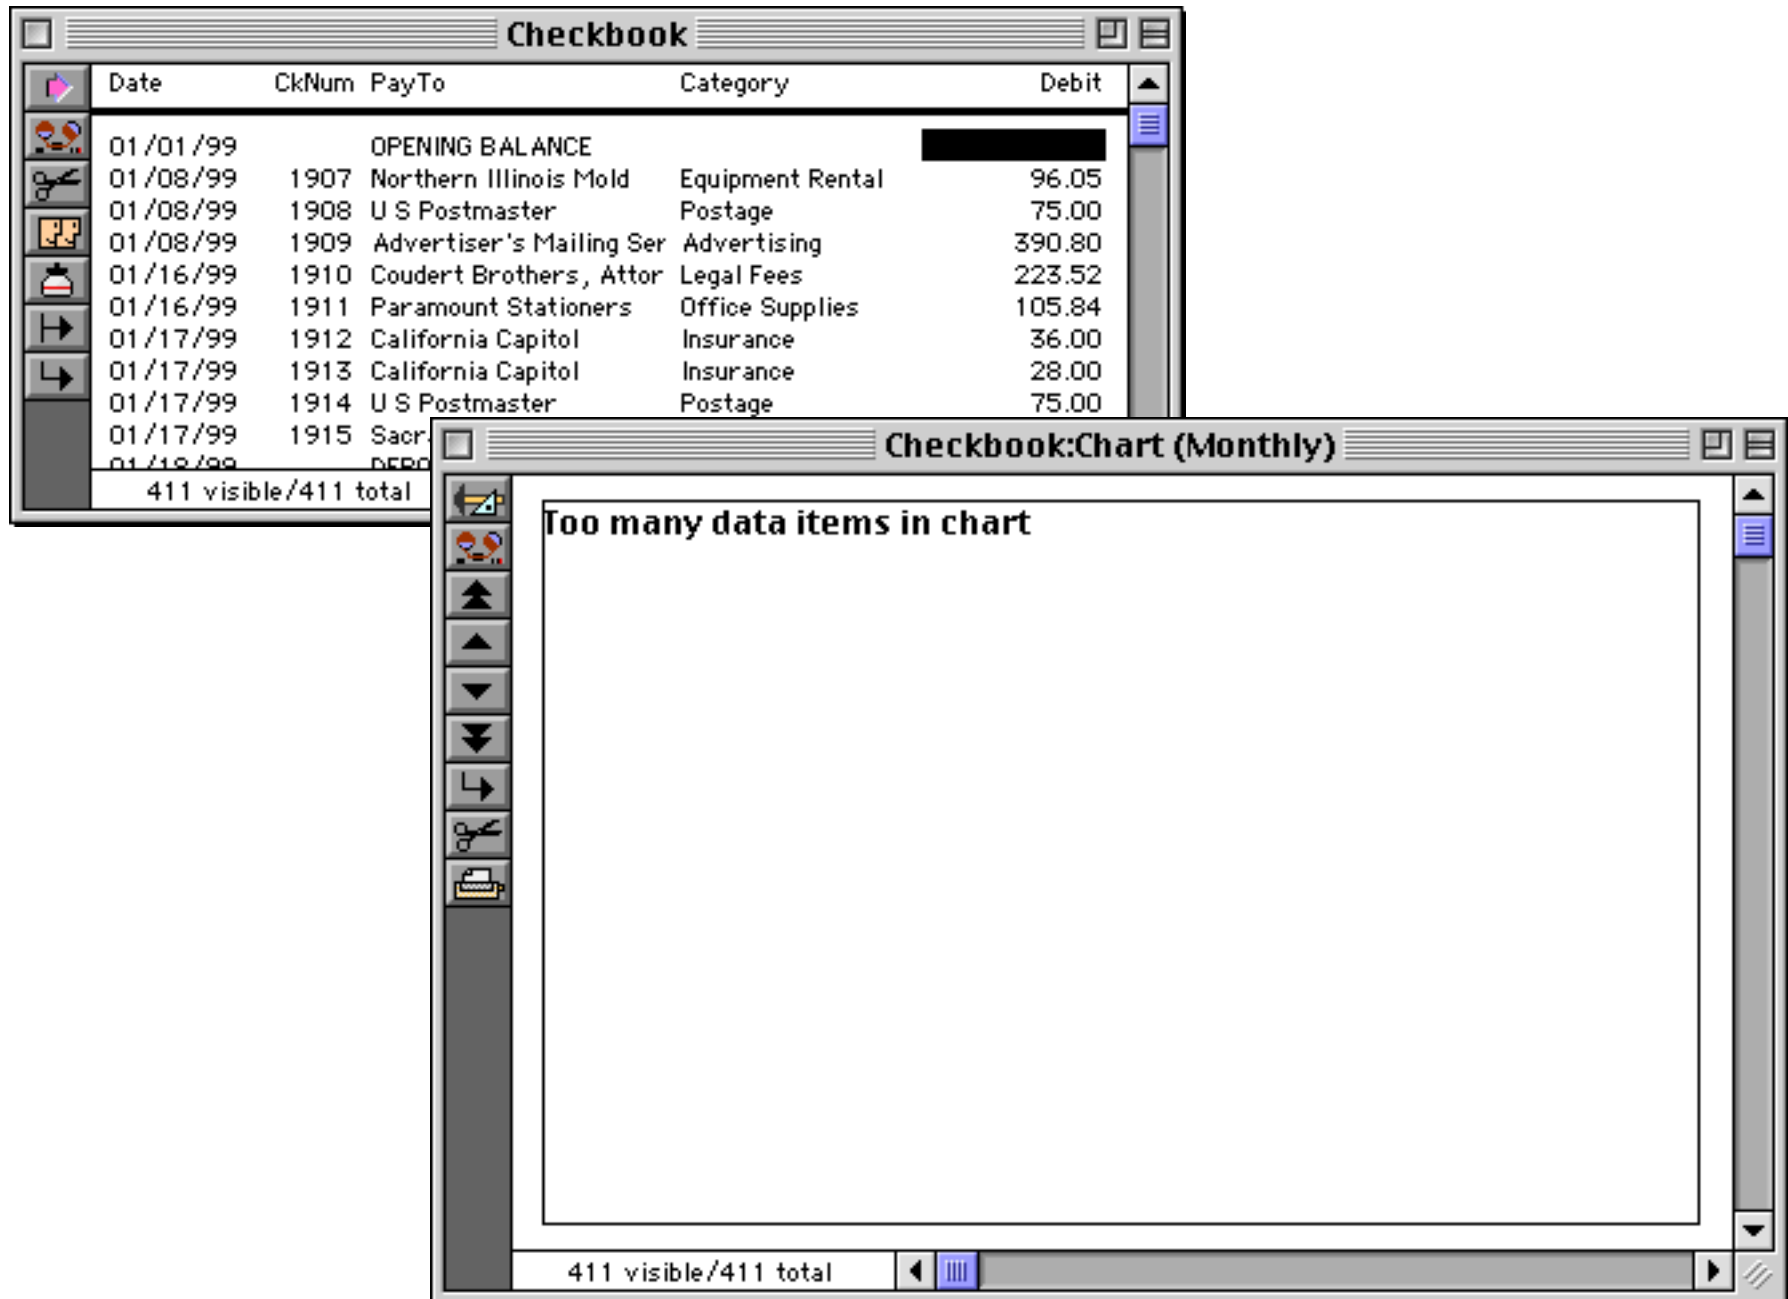 Checkbook
Date CkNum PayTo Category Debit
01/01/99 OPENING BALANCE
01/08/99 1907 Northern Illinois Mold Equipment Rental 96.05
01/08/99 1908 U S Postmaster Postage 75.00
01/08/99 1909 Advertiser's Mailing Ser Advertising 390.80
01/16/99 1910 Coudert Brothers, Attor Legal Fees 223.52
01/16/99 1911 Paramount Stationers Office Supplies 105.84
01/17/99 1912 California Capitol Insurance 36.00
01/17/99 1913 California Capitol Insurance 28.00
01/17/99 1914 U S Postmaster Postage 75.00
01/17/99 1915 Sacr
411 visible/411 total
Checkbook:Chart (Monthly)
Too many data items in chart
411 visible/411 total